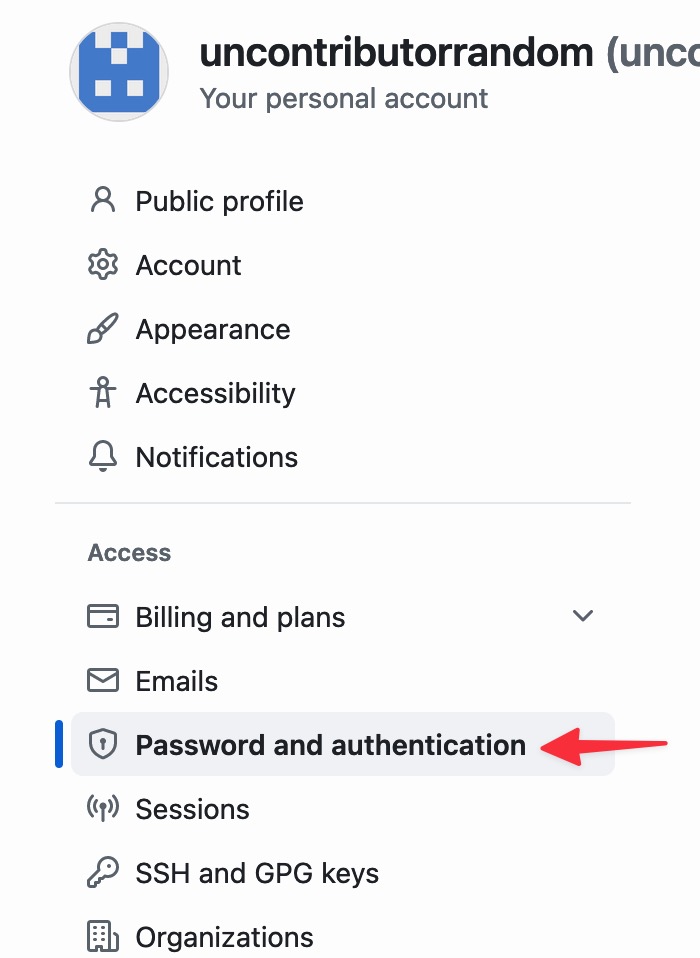 uncontributorrandom (unco
Your personal account
Public profile
Account
Appearance
Accessibility
Notifications
Access
Billing and plans
Emails
Password and authentication
Sessions
SSH and GPG keys
Organizations